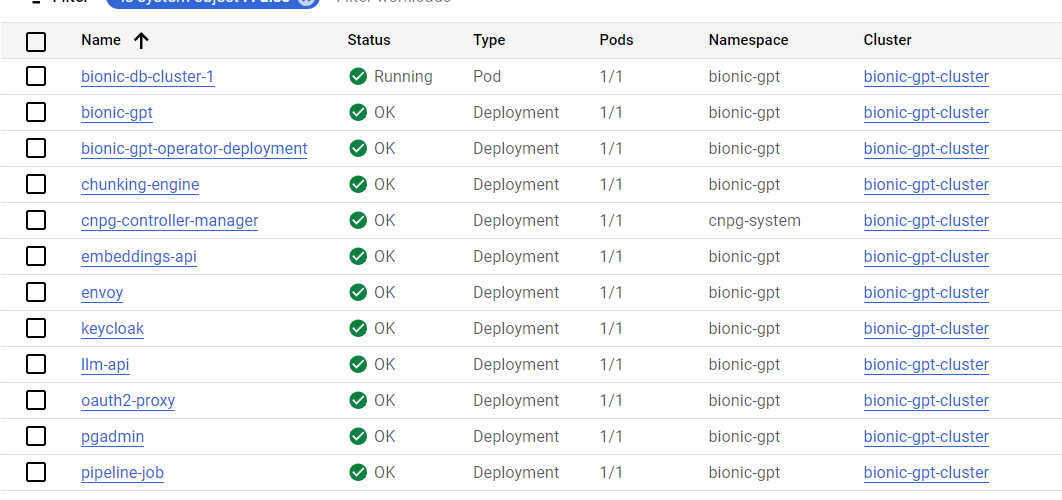 Filter Is system object : False Filter workloads
Name Status Type Pods Namespace Cluster
bionic-db-cluster-1 Running Pod 1/1 bionic-gpt bionic-gpt-cluster
bionic-gpt OK Deployment 1/1 bionic-gpt bionic-gpt-cluster
bionic-gpt-operator-deployment OK Deployment 1/1 bionic-gpt bionic-gpt-cluster
chunking-engine OK Deployment 1/1 bionic-gpt bionic-gpt-cluster
cnpg-controller-manager OK Deployment 1/1 cnpg-system bionic-gpt-cluster
embeddings-api OK Deployment 1/1 bionic-gpt bionic-gpt-cluster
envoy OK Deployment 1/1 bionic-gpt bionic-gpt-cluster
keycloak OK Deployment 1/1 bionic-gpt bionic-gpt-cluster
llm-api OK Deployment 1/1 bionic-gpt bionic-gpt-cluster
oauth2-proxy OK Deployment 1/1 bionic-gpt bionic-gpt-cluster
pgadmin OK Deployment 1/1 bionic-gpt bionic-gpt-cluster
pipeline-job OK Deployment 1/1 bionic-gpt bionic-gpt-cluster